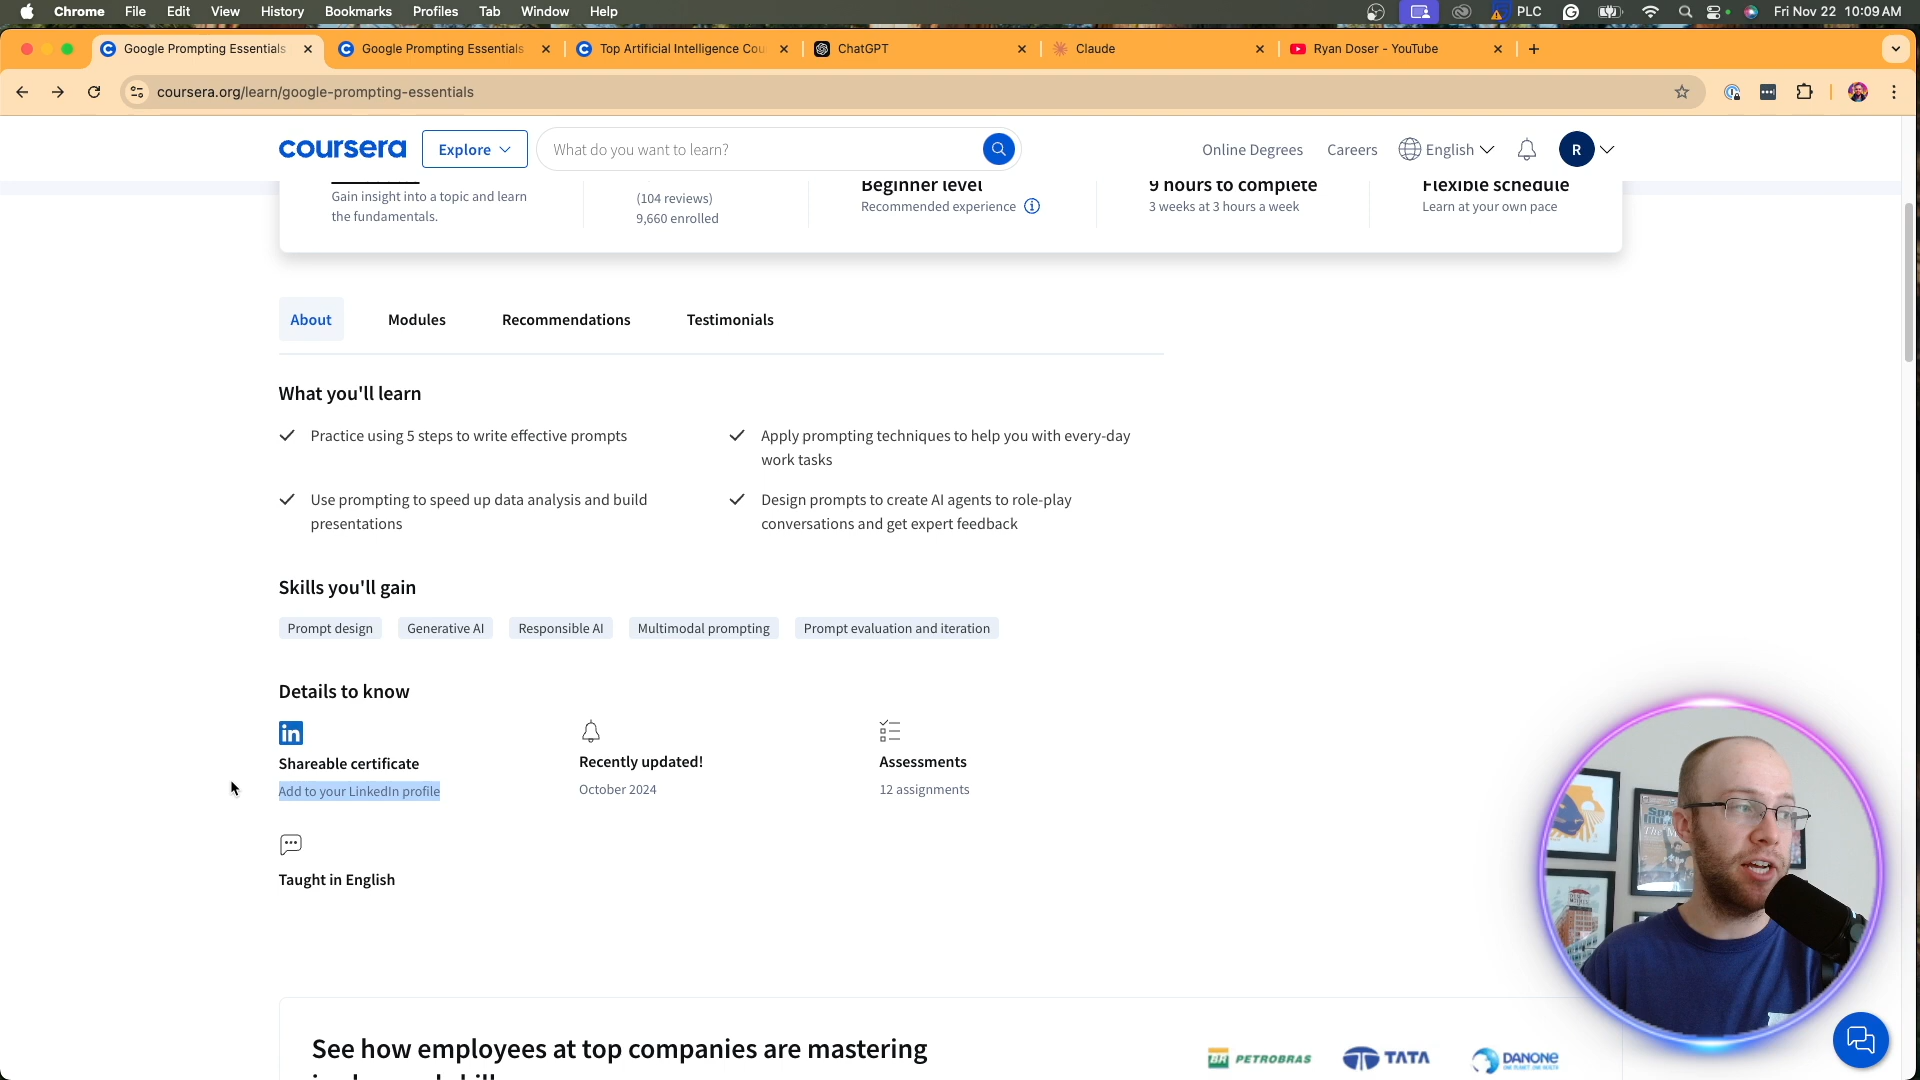 Chrome File Edit View History Bookmarks Profiles Tab Window Help
PLC Fri Nov 22 10:09 AM
Google Prompting Essentials
Google Prompting Essentials
Top Artificial Intelligence Cou
ChatGPT
Claude
Ryan Doser - YouTube
coursera.org/learn/google-prompting-essentials
coursera
Explore
What do you want to learn?
Online Degrees
Careers
English
R
Gain insight into a topic and learn
the fundamentals.
(104 reviews)
9,660 enrolled
Beginner level
Recommended experience
9 hours to complete
3 weeks at 3 hours a week
Flexible schedule
Learn at your own pace
About
Modules
Recommendations
Testimonials
What you'll learn
Practice using 5 steps to write effective prompts
Apply prompting techniques to help you with every-day
work tasks
Use prompting to speed up data analysis and build
presentations
Design prompts to create AI agents to role-play
conversations and get expert feedback
Skills you'll gain
Prompt design
Generative AI
Responsible AI
Multimodal prompting
Prompt evaluation and iteration
Details to know
in
Shareable certificate
Add to your LinkedIn profile
Recently updated!
October 2024
Assessments
12 assignments
Taught in English
See how employees at top companies are mastering
PETROBRAS
TATA
DANONE